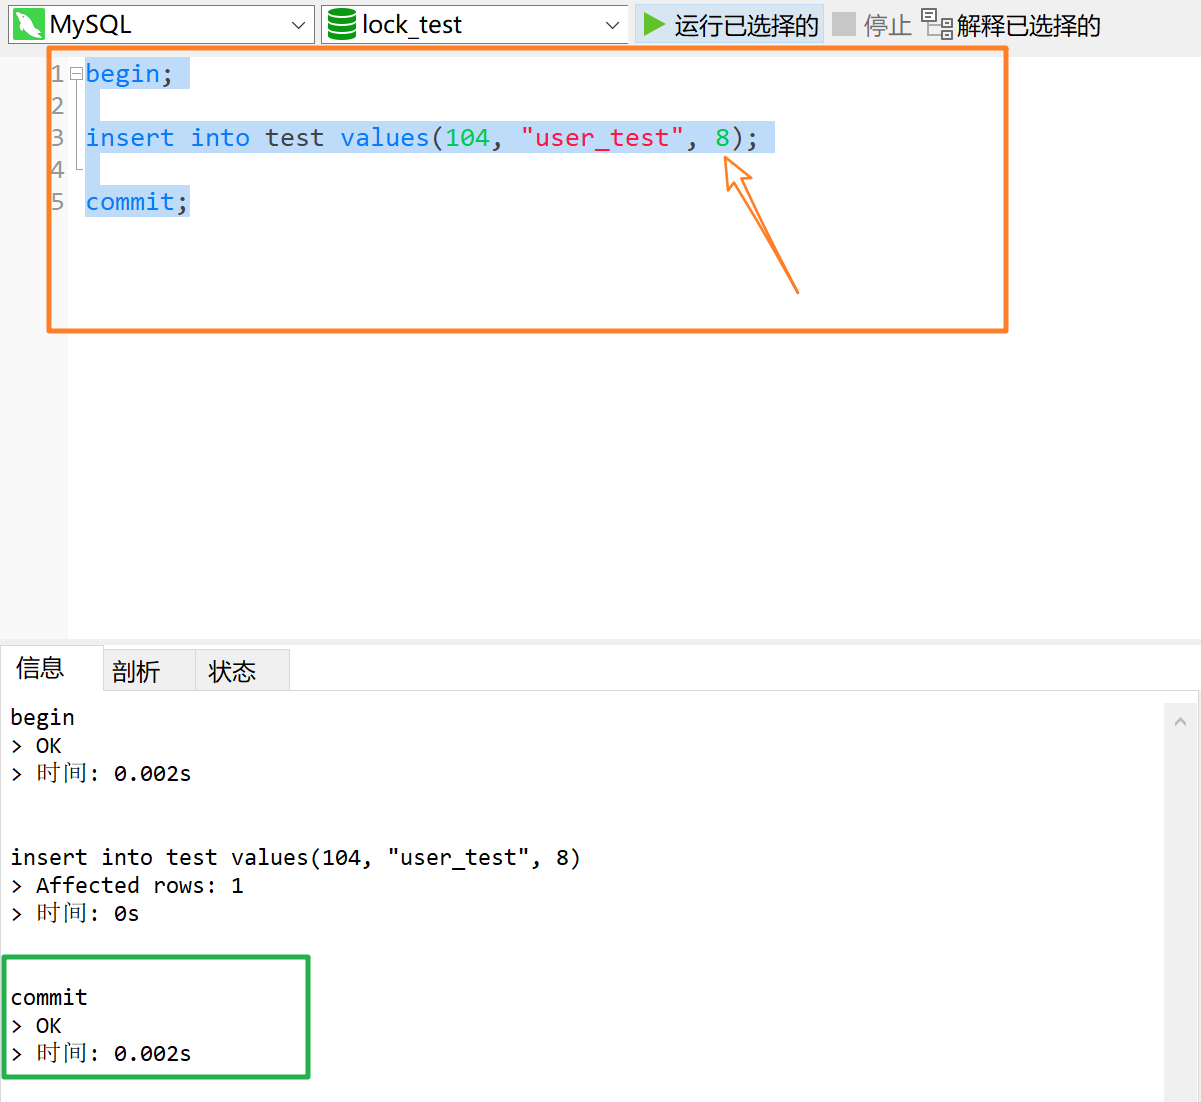 MySQL lock_test 运行已选择的 停止 解释已选择的
1 begin;
2
3 insert into test values(104, "user_test", 8);
4
5 commit;
信息 剖析 状态
begin
> OK
> 时间: 0.002s
insert into test values(104, "user_test", 8)
> Affected rows: 1
> 时间: 0s
commit
> OK
> 时间: 0.002s